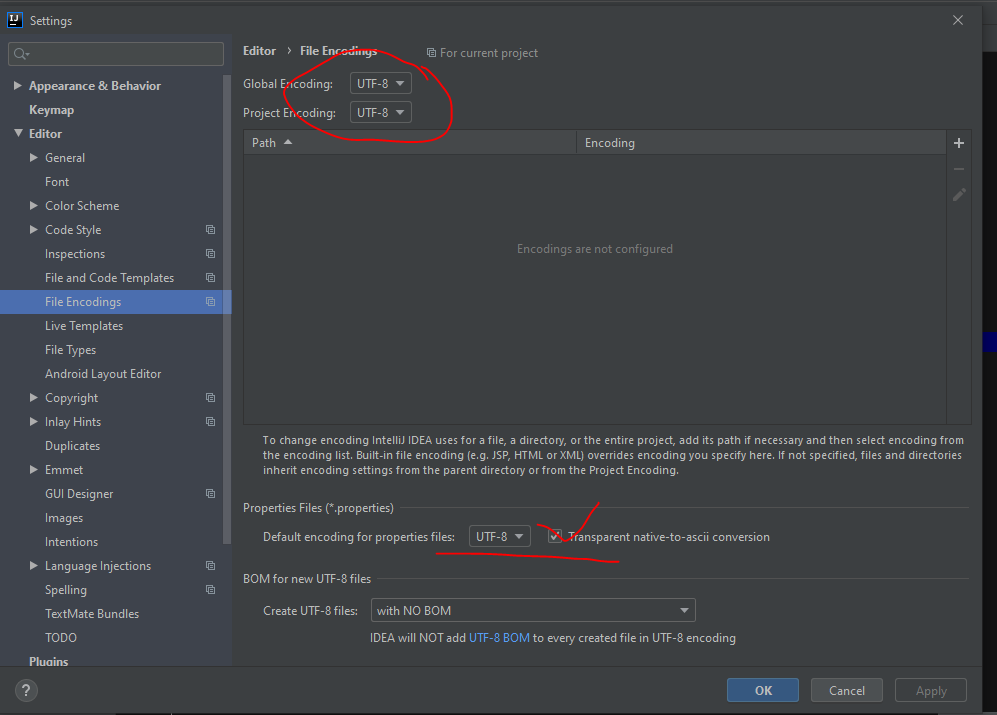 IJ Settings
Editor › File Encodings For current project
Global Encoding: UTF-8
Project Encoding: UTF-8
Path Encoding
Encodings are not configured
To change encoding IntelliJ IDEA uses for a file, a directory, or the entire project, add its path if necessary and then select encoding from
the encoding list. Built-in file encoding (e.g. JSP, HTML or XML) overrides encoding you specify here. If not specified, files and directories
inherit encoding settings from the parent directory or from the Project Encoding.
Properties Files (*.properties)
Default encoding for properties files: UTF-8 Transparent native-to-ascii conversion
BOM for new UTF-8 files
Create UTF-8 files: with NO BOM
IDEA will NOT add UTF-8 BOM to every created file in UTF-8 encoding
Appearance & Behavior
Keymap
Editor
General
Font
Color Scheme
Code Style
Inspections
File and Code Templates
File Encodings
Live Templates
File Types
Android Layout Editor
Copyright
Inlay Hints
Duplicates
Emmet
GUI Designer
Images
Intentions
Language Injections
Spelling
TextMate Bundles
TODO
Plugins
? OK Cancel Apply